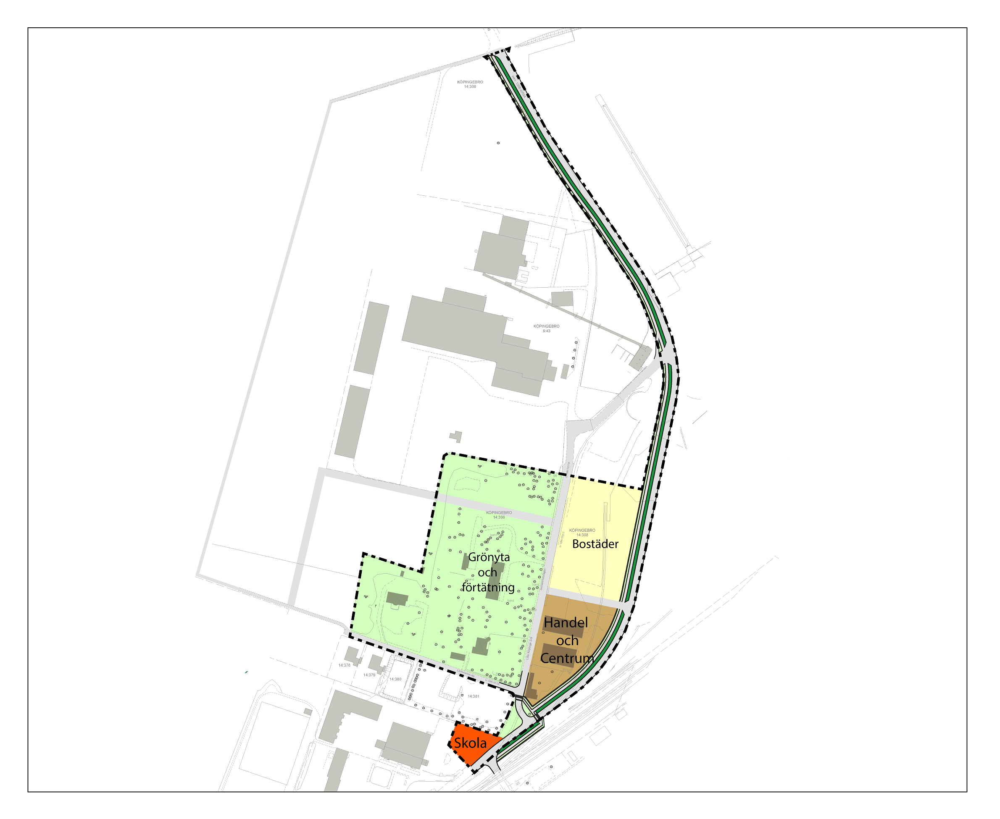 KÖPINGEBRO
14:308
KÖPINGEBRO
6:43
KÖPINGEBRO
14:308
KÖPINGEBRO
14:308
Bostäder
Grönyta
och
förtätning
Handel
och
Centrum
14:378
14:379
14:380
14:381
Skola